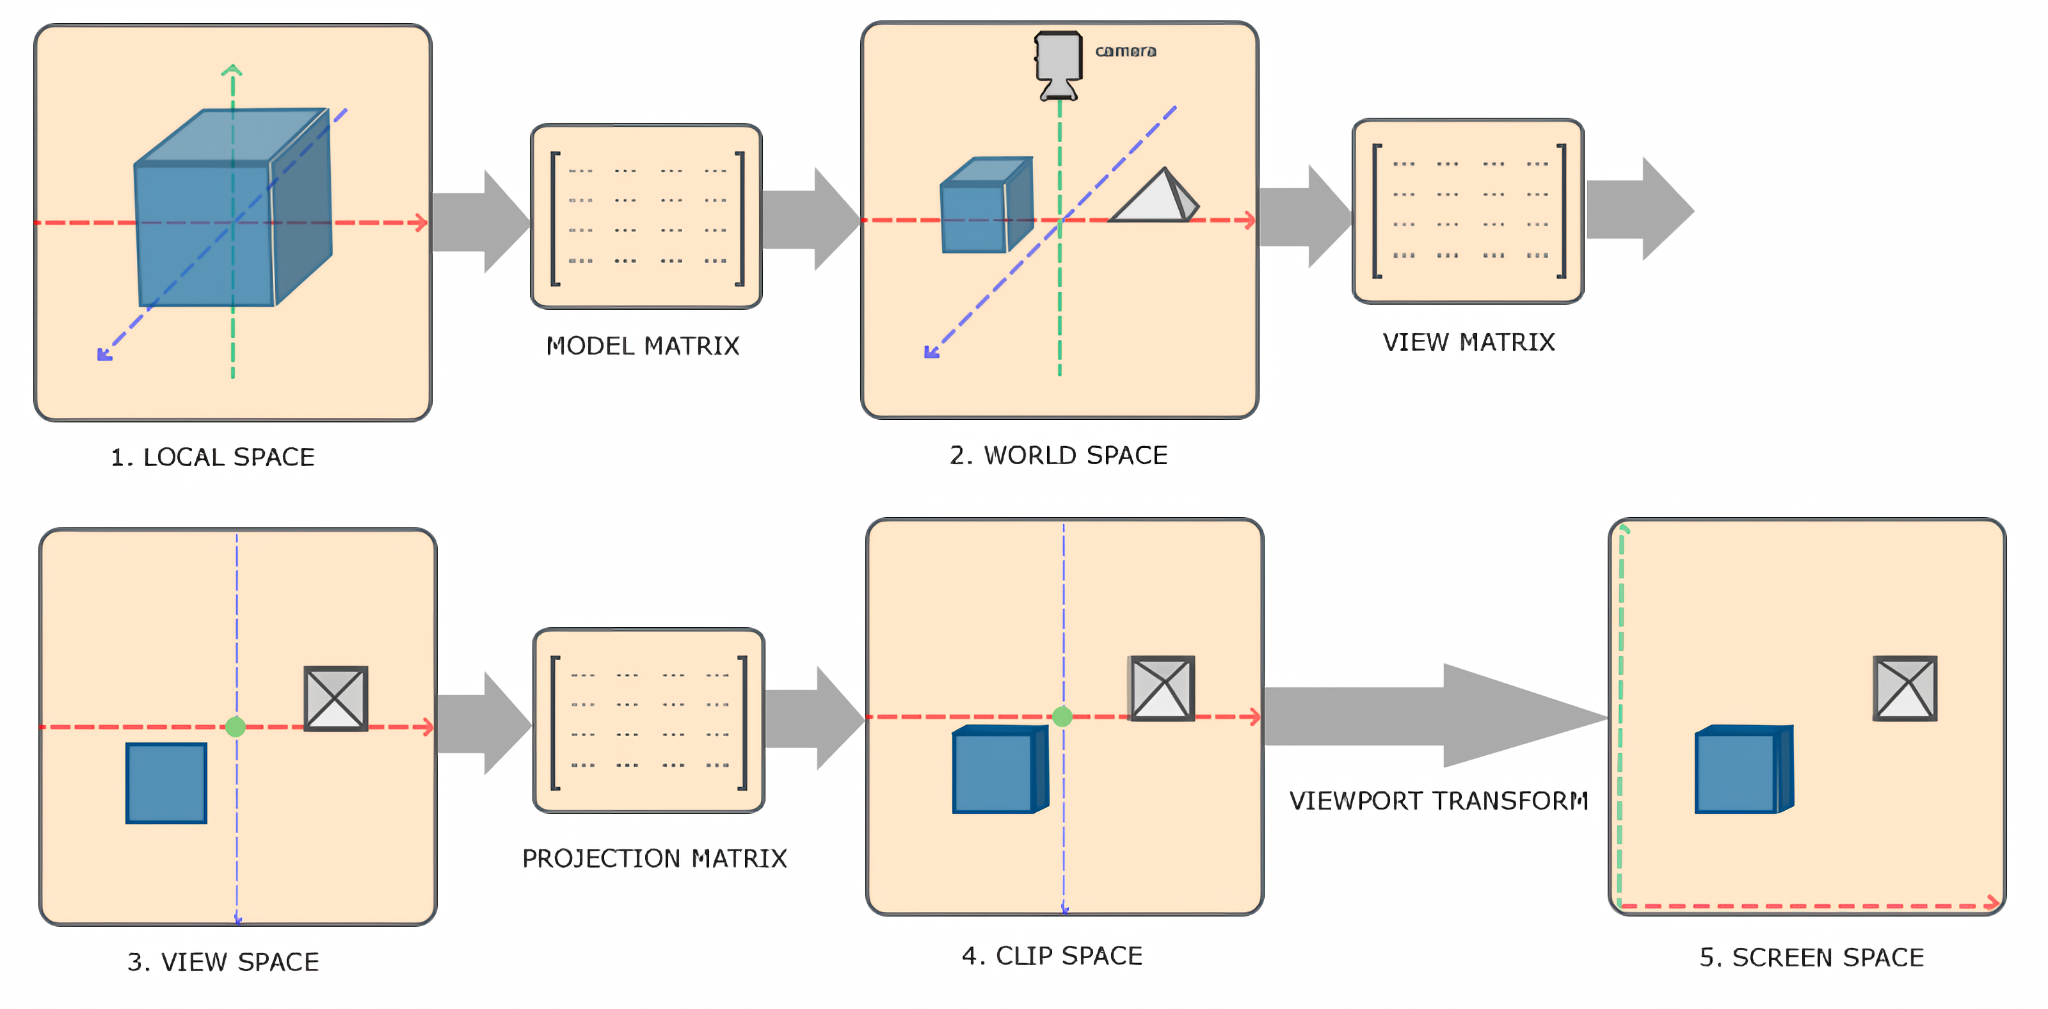 camera
MODEL MATRIX
VIEW MATRIX
1. LOCAL SPACE
2. WORLD SPACE
VIEWPORT TRANSFORM
PROJECTION MATRIX
3. VIEW SPACE
4. CLIP SPACE
5. SCREEN SPACE